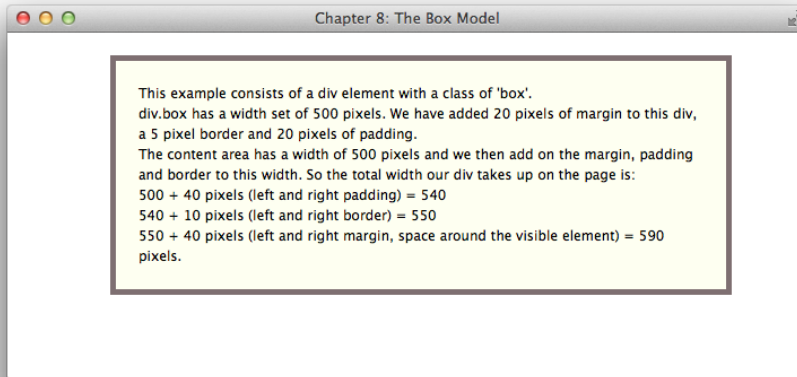 Chapter 8: The Box Model
This example consists of a div element with a class of 'box'.
div.box has a width set of 500 pixels. We have added 20 pixels of margin to this div,
a 5 pixel border and 20 pixels of padding.
The content area has a width of 500 pixels and we then add on the margin, padding
and border to this width. So the total width our div takes up on the page is:
500 + 40 pixels (left and right padding) = 540
540 + 10 pixels (left and right border) = 550
550 + 40 pixels (left and right margin, space around the visible element) = 590
pixels.